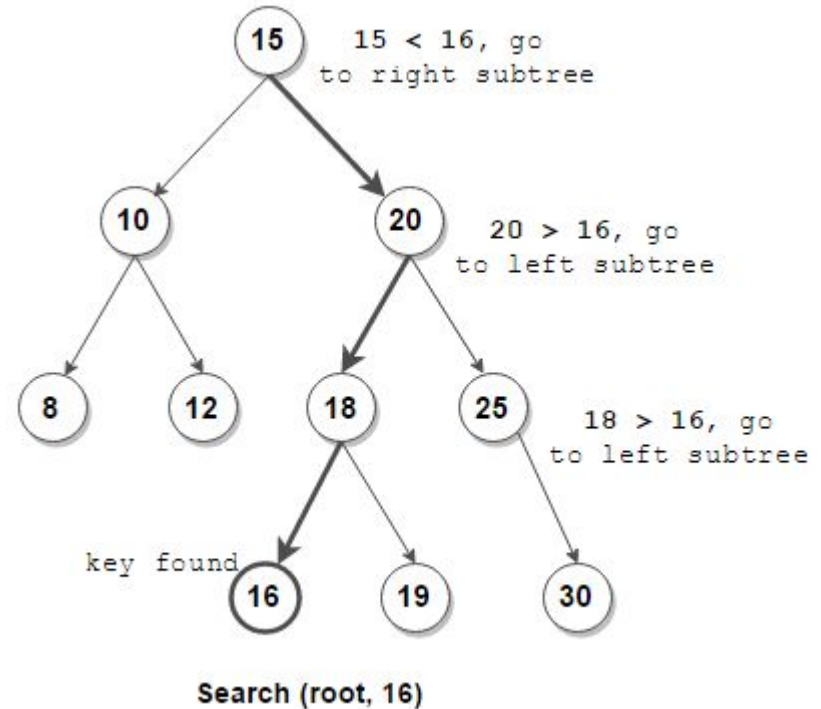 15
15 < 16, go
to right subtree
10
20
20 > 16, go
to left subtree
8
12
18
25
18 > 16, go
to left subtree
key found
16
19
30
Search (root, 16)